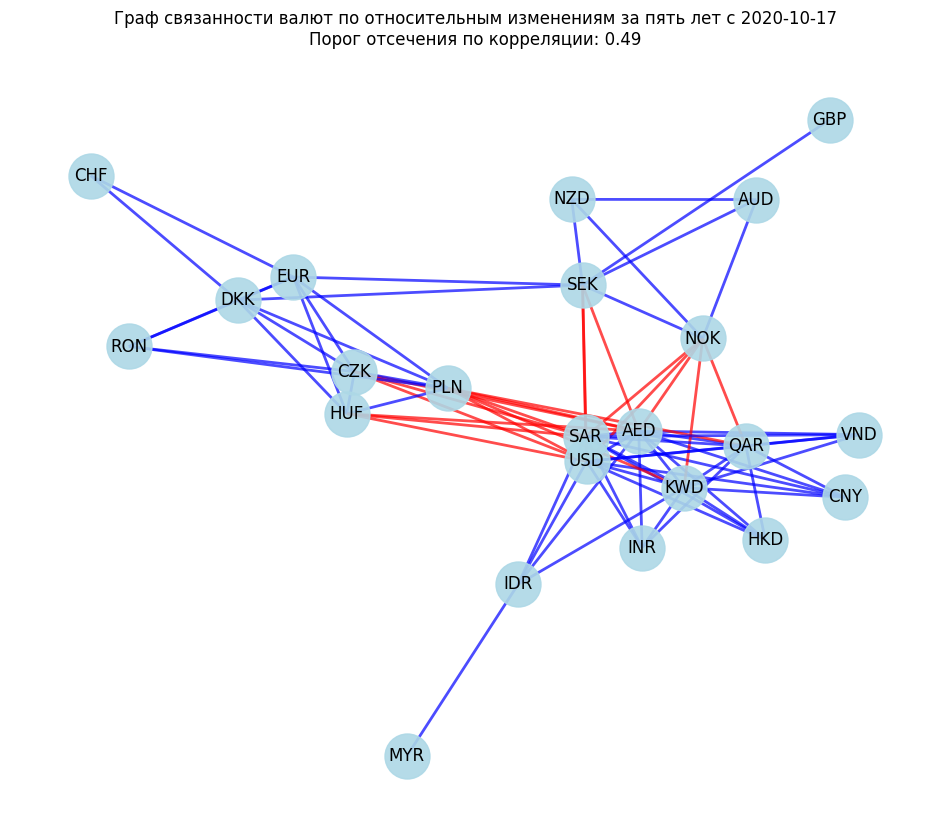 Граф связанности валют по относительным изменениям за пять лет с 2020-10-17
Порог отсечения по корреляции: 0.49
GBP
CHF
NZD
AUD
EUR
SEK
DKK
NOK
RON
CZK
PLN
HUF
SAR
AED
QAR
VND
USD
KWD
CNY
HKD
INR
IDR
MYR